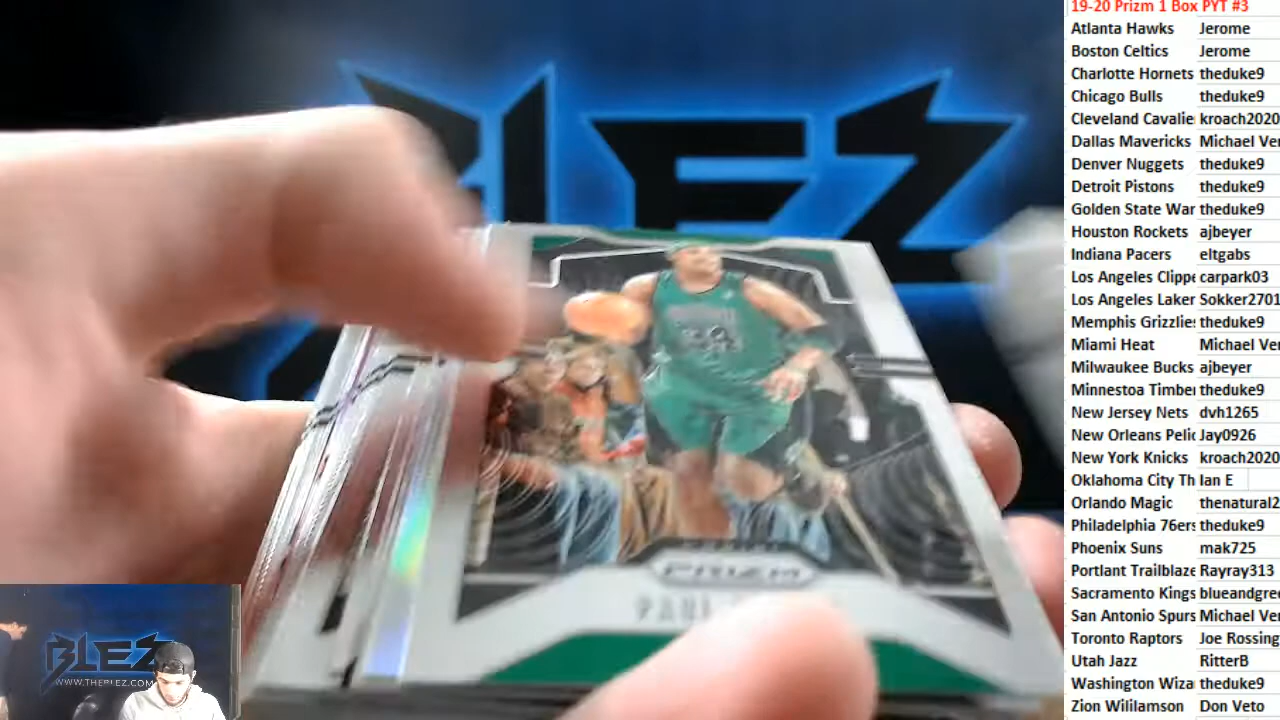 19-20 Prizm 1 Box PYT #3
Atlanta Hawks Jerome
Boston Celtics Jerome
Charlotte Hornets theduke9
Chicago Bulls theduke9
Cleveland Cavalie kroach2020
Dallas Mavericks Michael Ver
Denver Nuggets theduke9
Detroit Pistons theduke9
Golden State War theduke9
Houston Rockets ajbeyer
Indiana Pacers eltgabs
Los Angeles Clippe carpark03
Los Angeles Laker Sokker2701
Memphis Grizzlies theduke9
Miami Heat Michael Ver
Milwaukee Bucks ajbeyer
Minnestoa Timber theduke9
New Jersey Nets dvh1265
New Orleans Pelic Jay0926
New York Knicks kroach2020
Oklahoma City Th Ian E
Orlando Magic thenatural2
Philadelphia 76ers theduke9
Phoenix Suns mak725
Portlant Trailblaze Rayray313
Sacramento Kings blueandgree
San Antonio Spurs Michael Ver
Toronto Raptors Joe Rossing
Utah Jazz RitterB
Washington Wiza theduke9
Zion Wililamson Don Veto
BLEZ
PRIZM
PAUL
BLEZ
WWW.THEBLEZ.COM